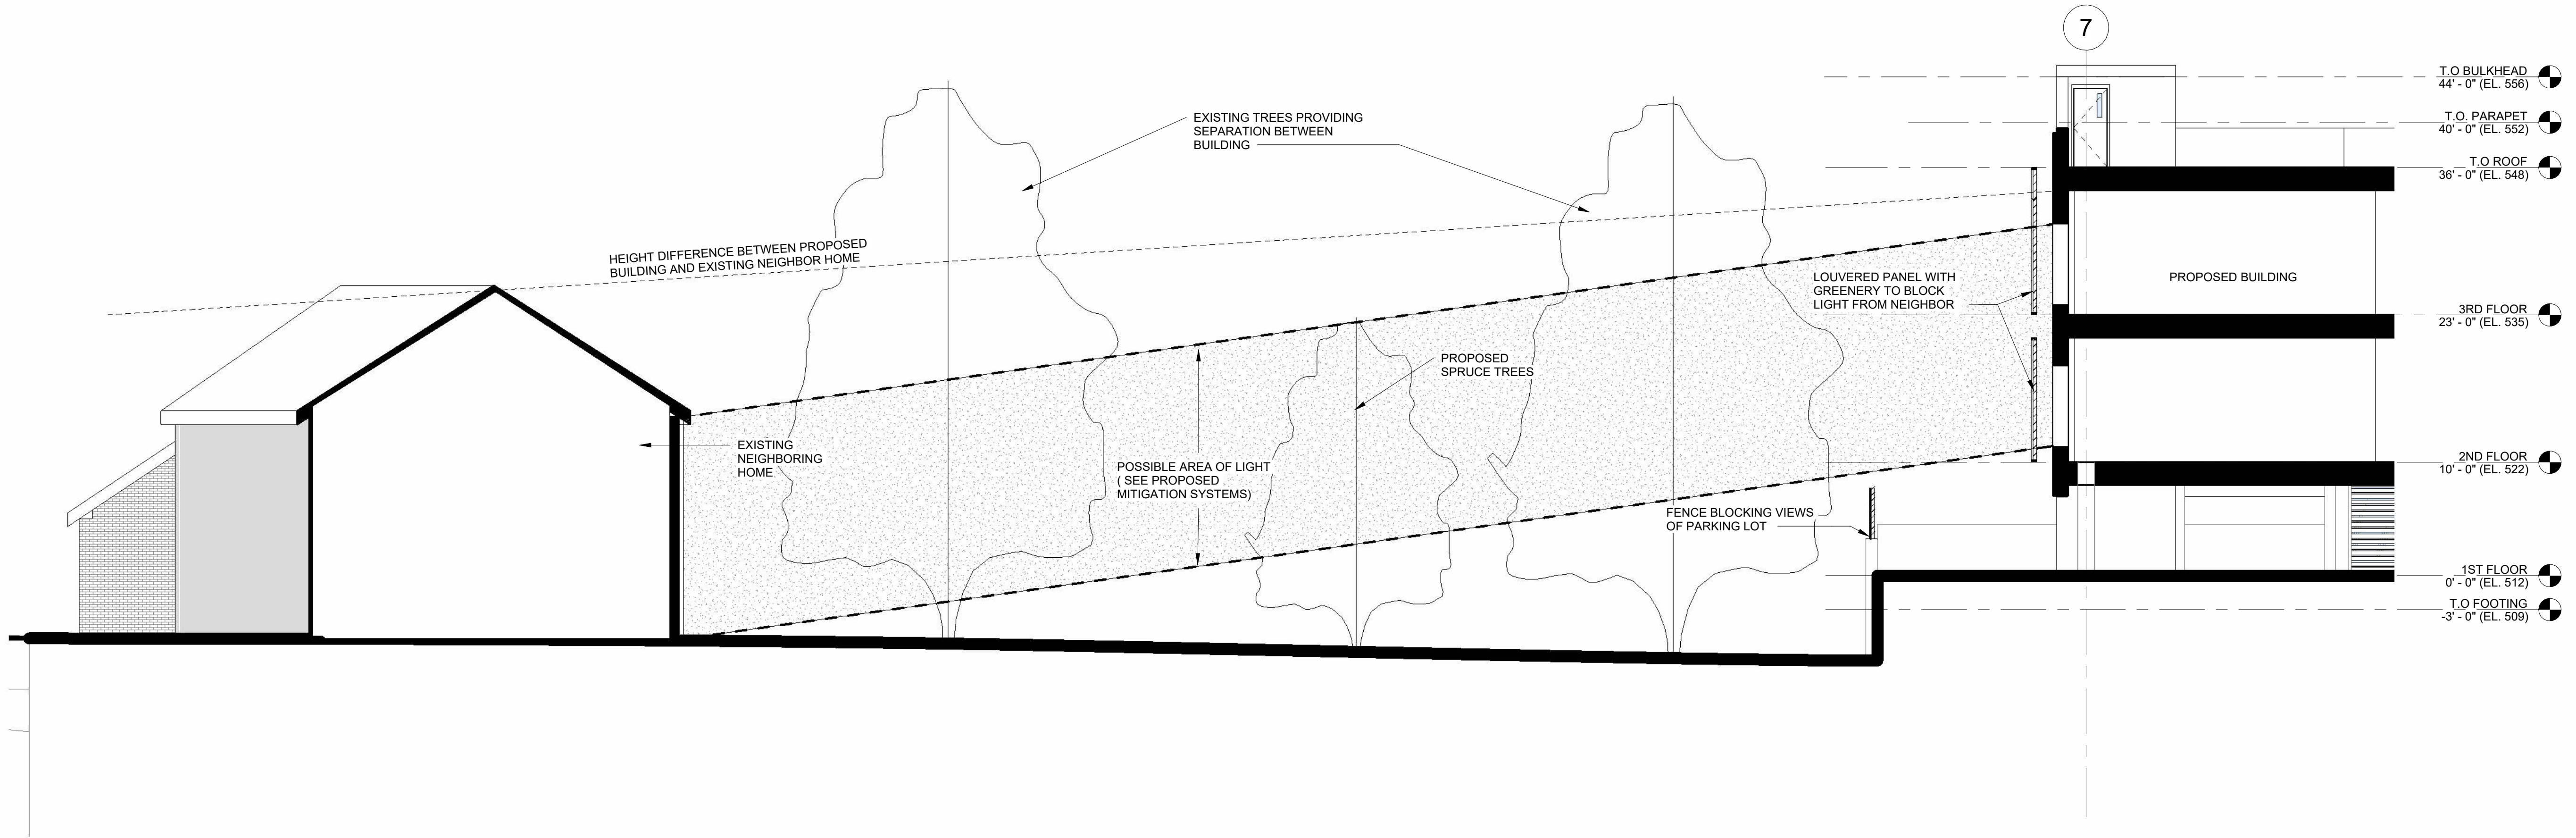 7
T.O BULKHEAD
44' - 0" (EL. 556)
T.O. PARAPET
40' - 0" (EL. 552)
T.O ROOF
36' - 0" (EL. 548)
EXISTING TREES PROVIDING
SEPARATION BETWEEN
BUILDING
HEIGHT DIFFERENCE BETWEEN PROPOSED
BUILDING AND EXISTING NEIGHBOR HOME
LOUVERED PANEL WITH
GREENERY TO BLOCK
LIGHT FROM NEIGHBOR
PROPOSED BUILDING
3RD FLOOR
23' - 0" (EL. 535)
PROPOSED
SPRUCE TREES
EXISTING
NEIGHBORING
HOME
POSSIBLE AREA OF LIGHT
( SEE PROPOSED
MITIGATION SYSTEMS)
2ND FLOOR
10' - 0" (EL. 522)
FENCE BLOCKING VIEWS
OF PARKING LOT
1ST FLOOR
0' - 0" (EL. 512)
T.O FOOTING
-3' - 0" (EL. 509)